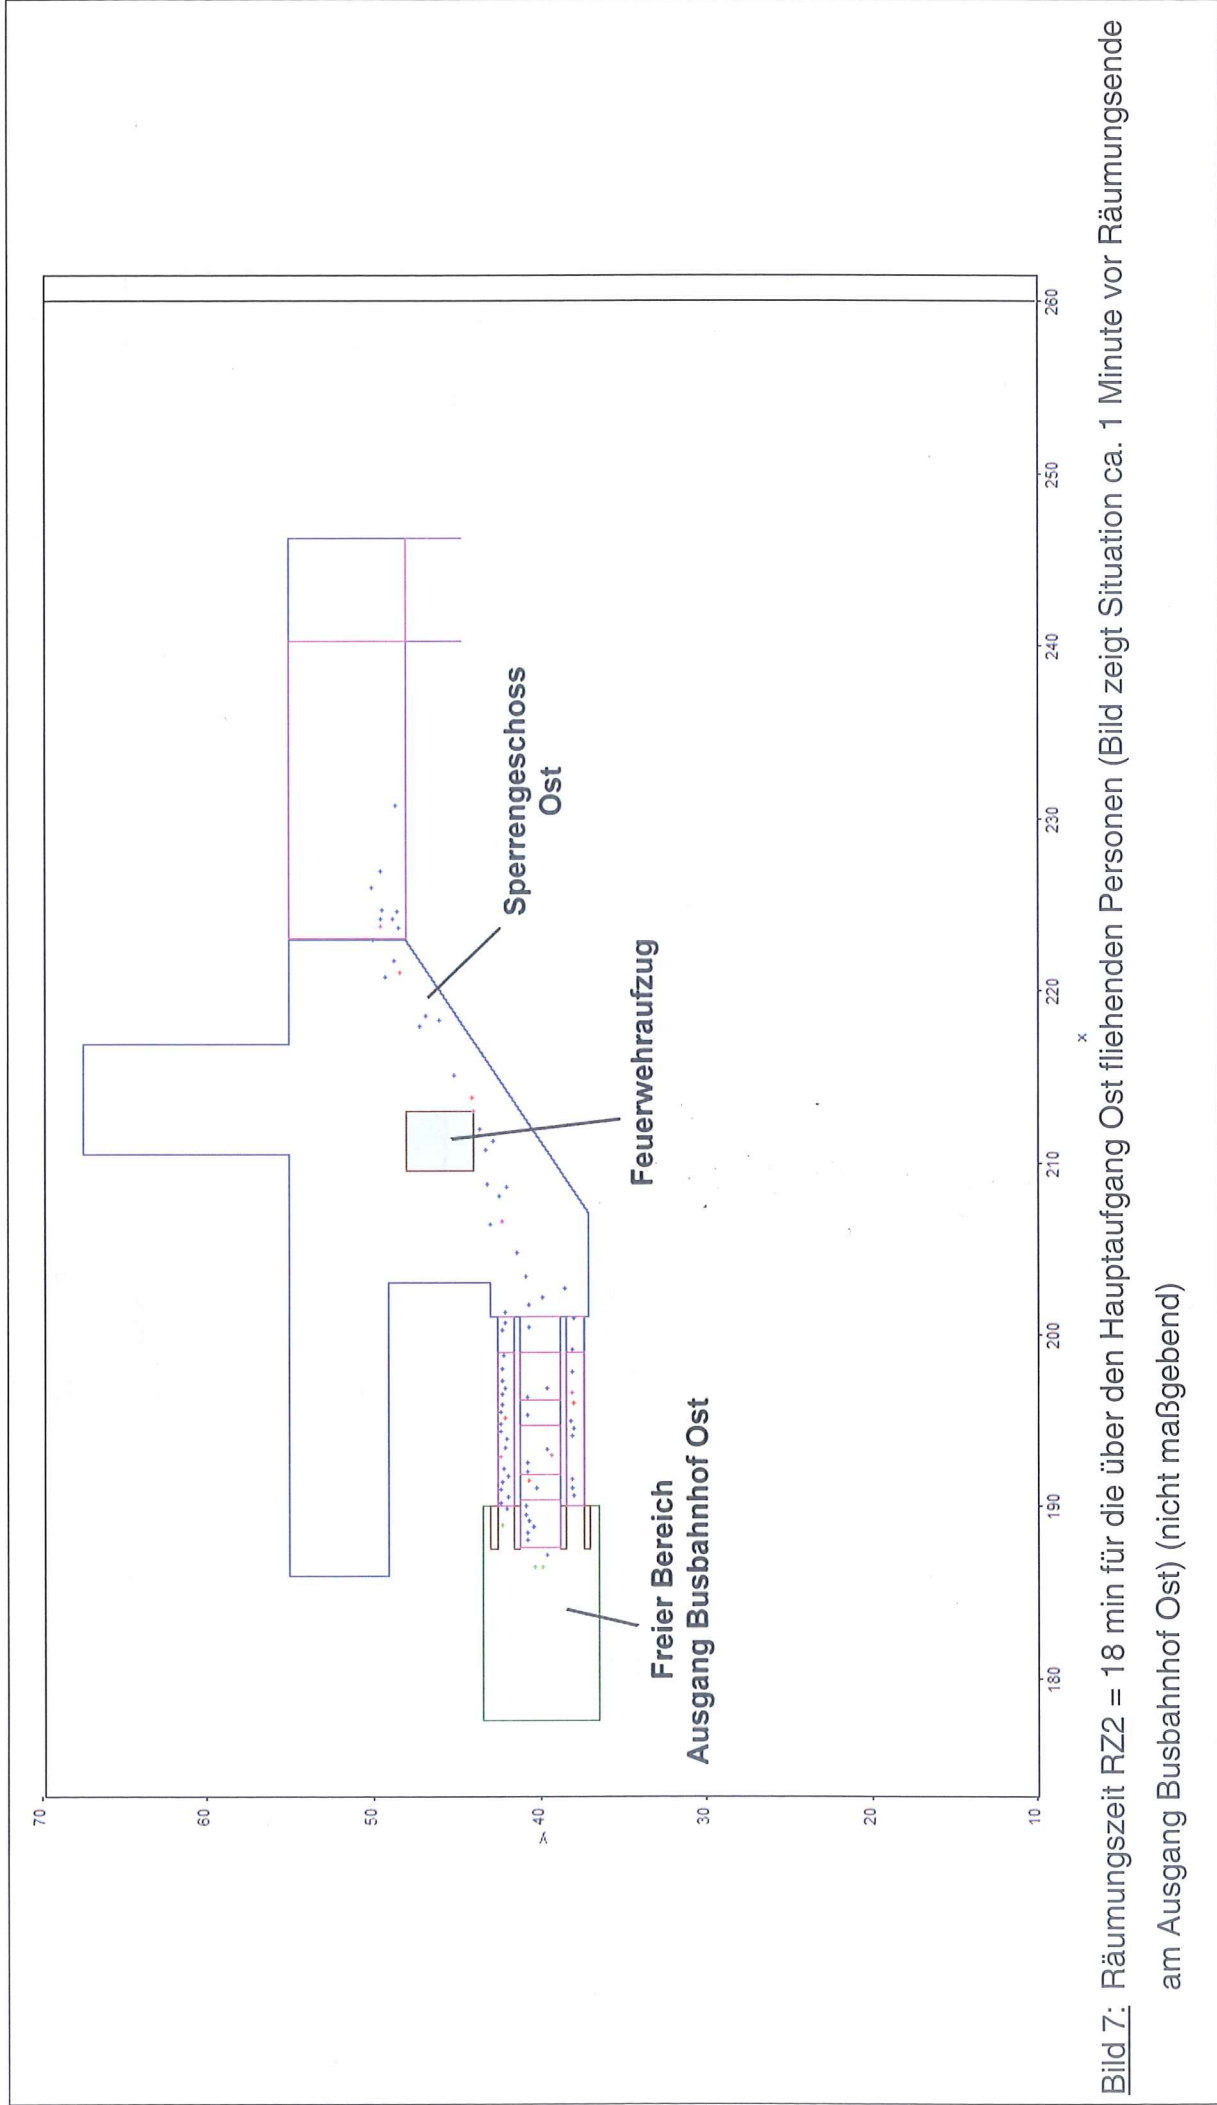 70
60
50
40
30
20
10
y
180
190
200
210
220
230
240
250
260
x
Sperrengeschoss
Ost
Feuerwehraufzug
Freier Bereich
Ausgang Busbahnhof Ost
Bild 7: Räumungszeit RZ2 = 18 min für die über den Hauptaufgang Ost fliehenden Personen (Bild zeigt Situation ca. 1 Minute vor Räumungsende
am Ausgang Busbahnhof Ost) (nicht maßgebend)